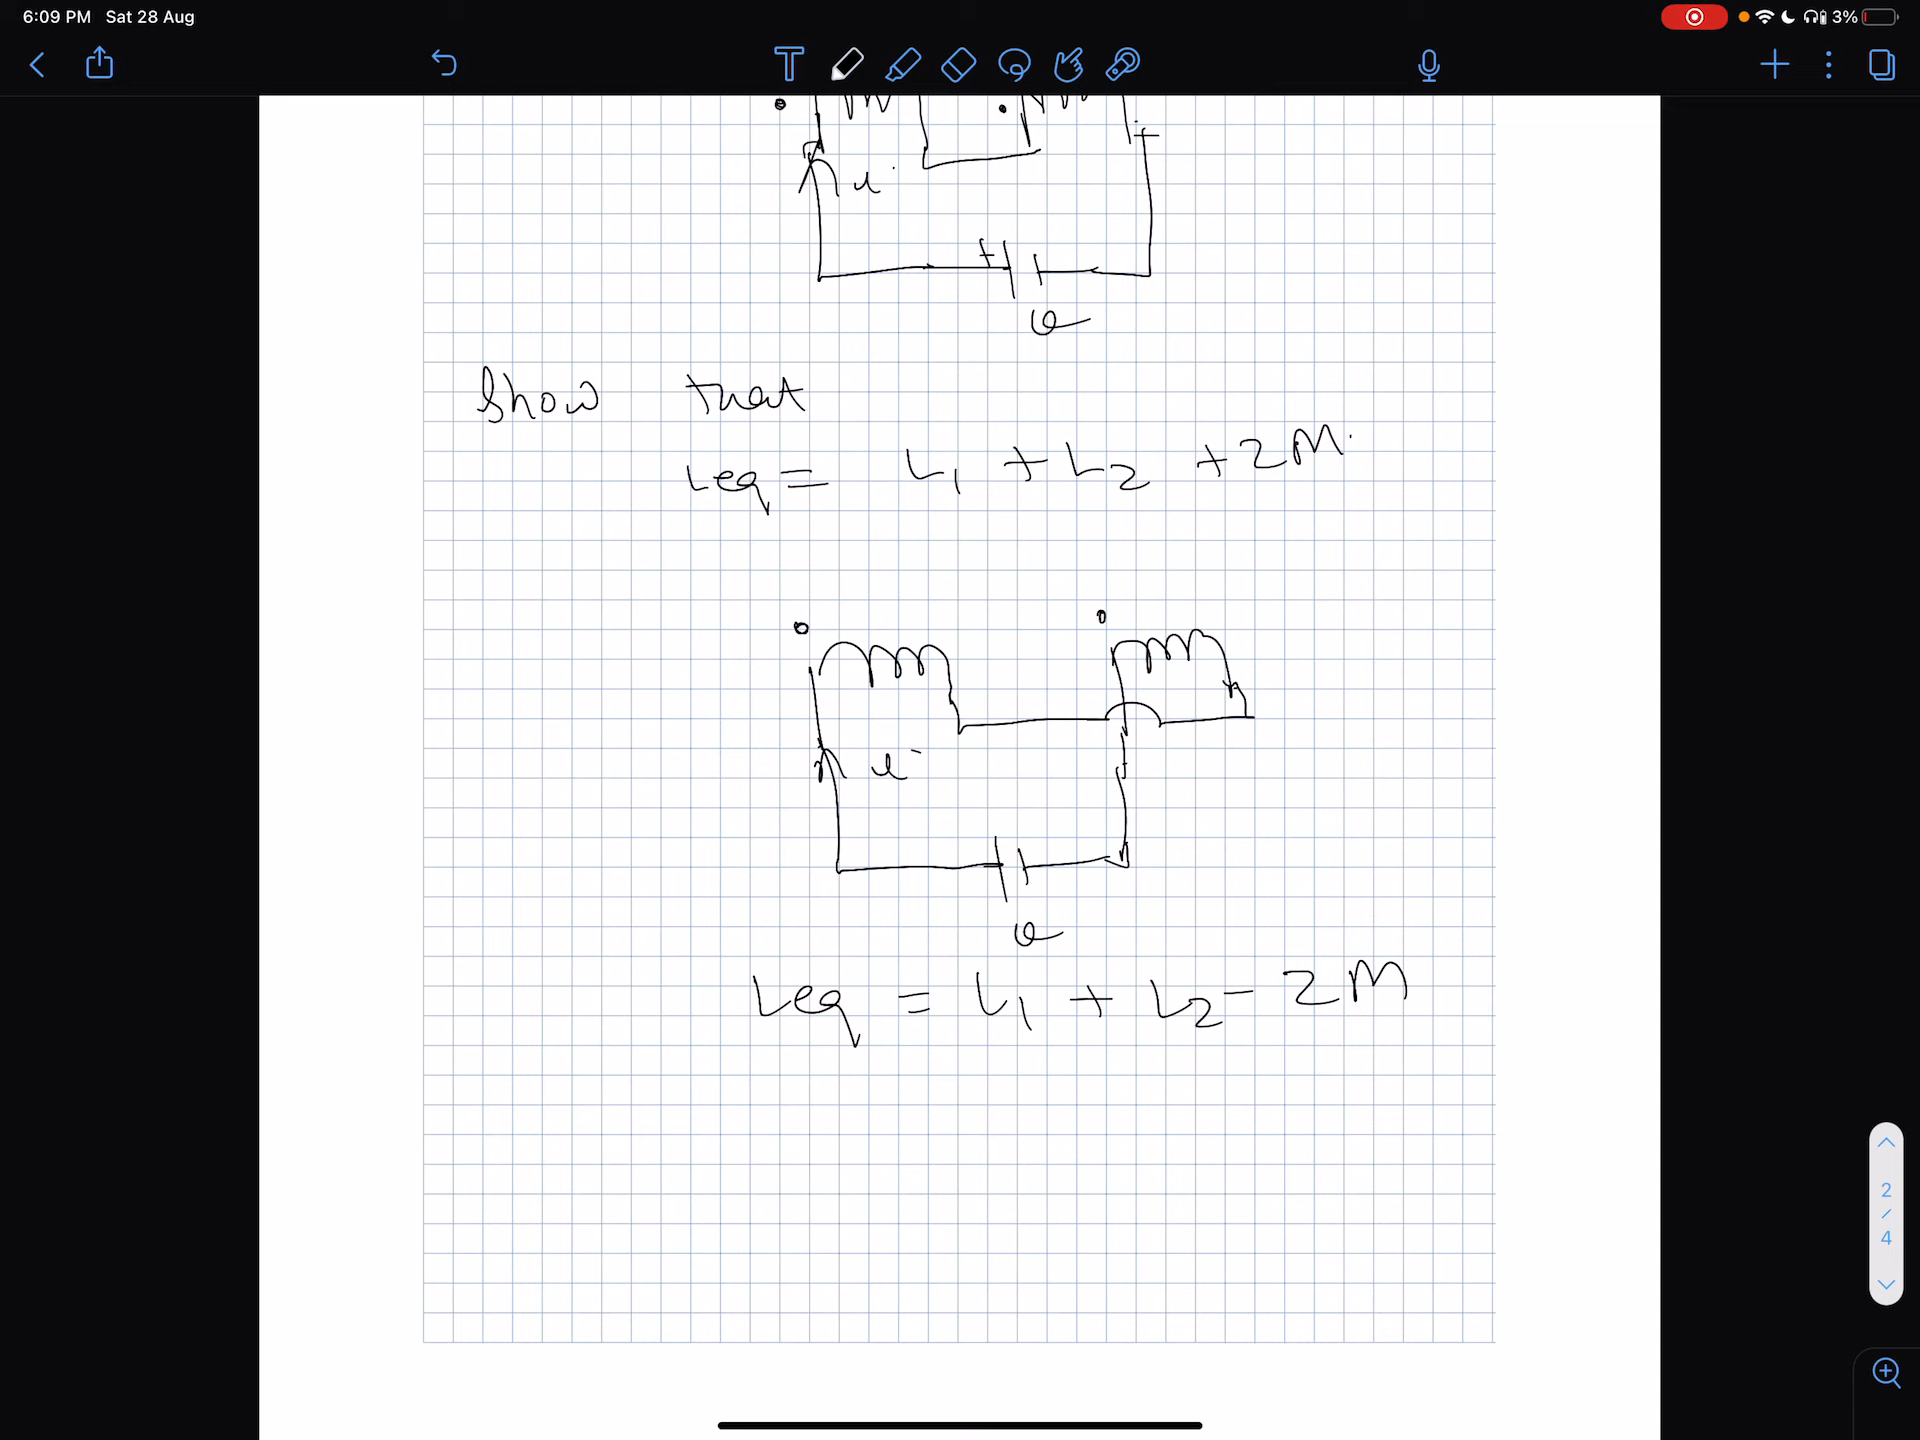 6:09 PM Sat 28 Aug
3%
T
+ i
+
e
Show that
Leq = L1 + L2 + 2M.
i
e
Leq = L1 + L2 - 2M
2
/
4